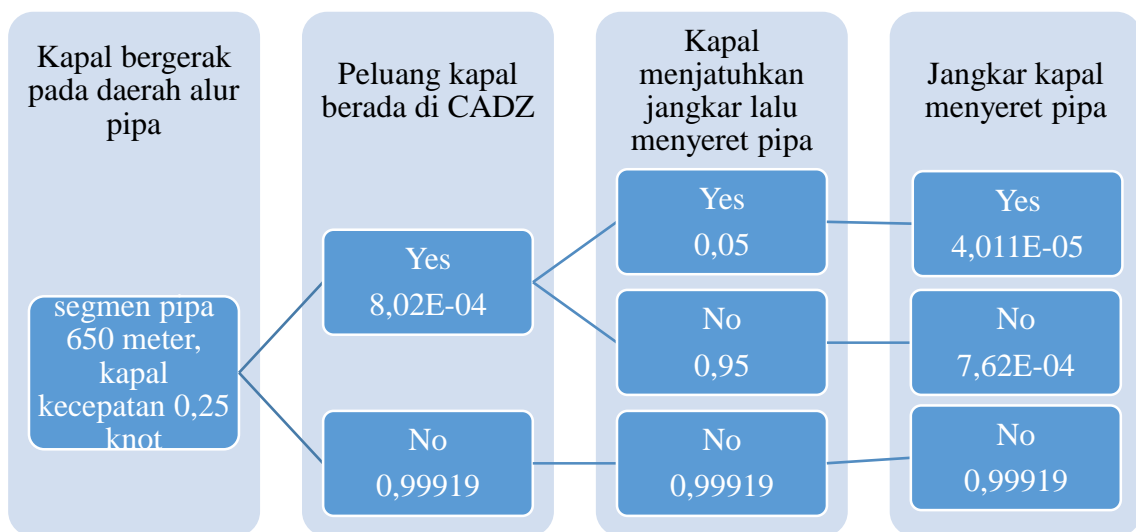 Kapal bergerak
pada daerah alur
pipa
segmen pipa
650 meter,
kapal
kecepatan 0,25
knot
Peluang kapal
berada di CADZ
Yes
8,02E-04
No
0,99919
Kapal
menjatuhkan
jangkar lalu
menyeret pipa
Yes
0,05
No
0,95
No
0,99919
Jangkar kapal
menyeret pipa
Yes
4,011E-05
No
7,62E-04
No
0,99919